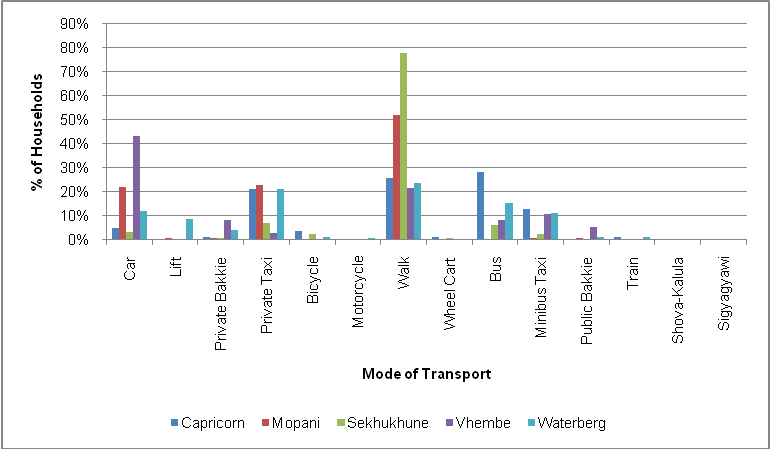 90%
80%
70%
60%
50%
40%
30%
20%
10%
0%
% of Households
Car
Lift
Private Bakkie
Private Taxi
Bicycle
Motorcycle
Walk
Wheel Cart
Bus
Minibus Taxi
Public Bakkie
Train
Shova-Kalula
Sigyagyawi
Mode of Transport
Capricorn Mopani Sekhukhune Vhembe Waterberg